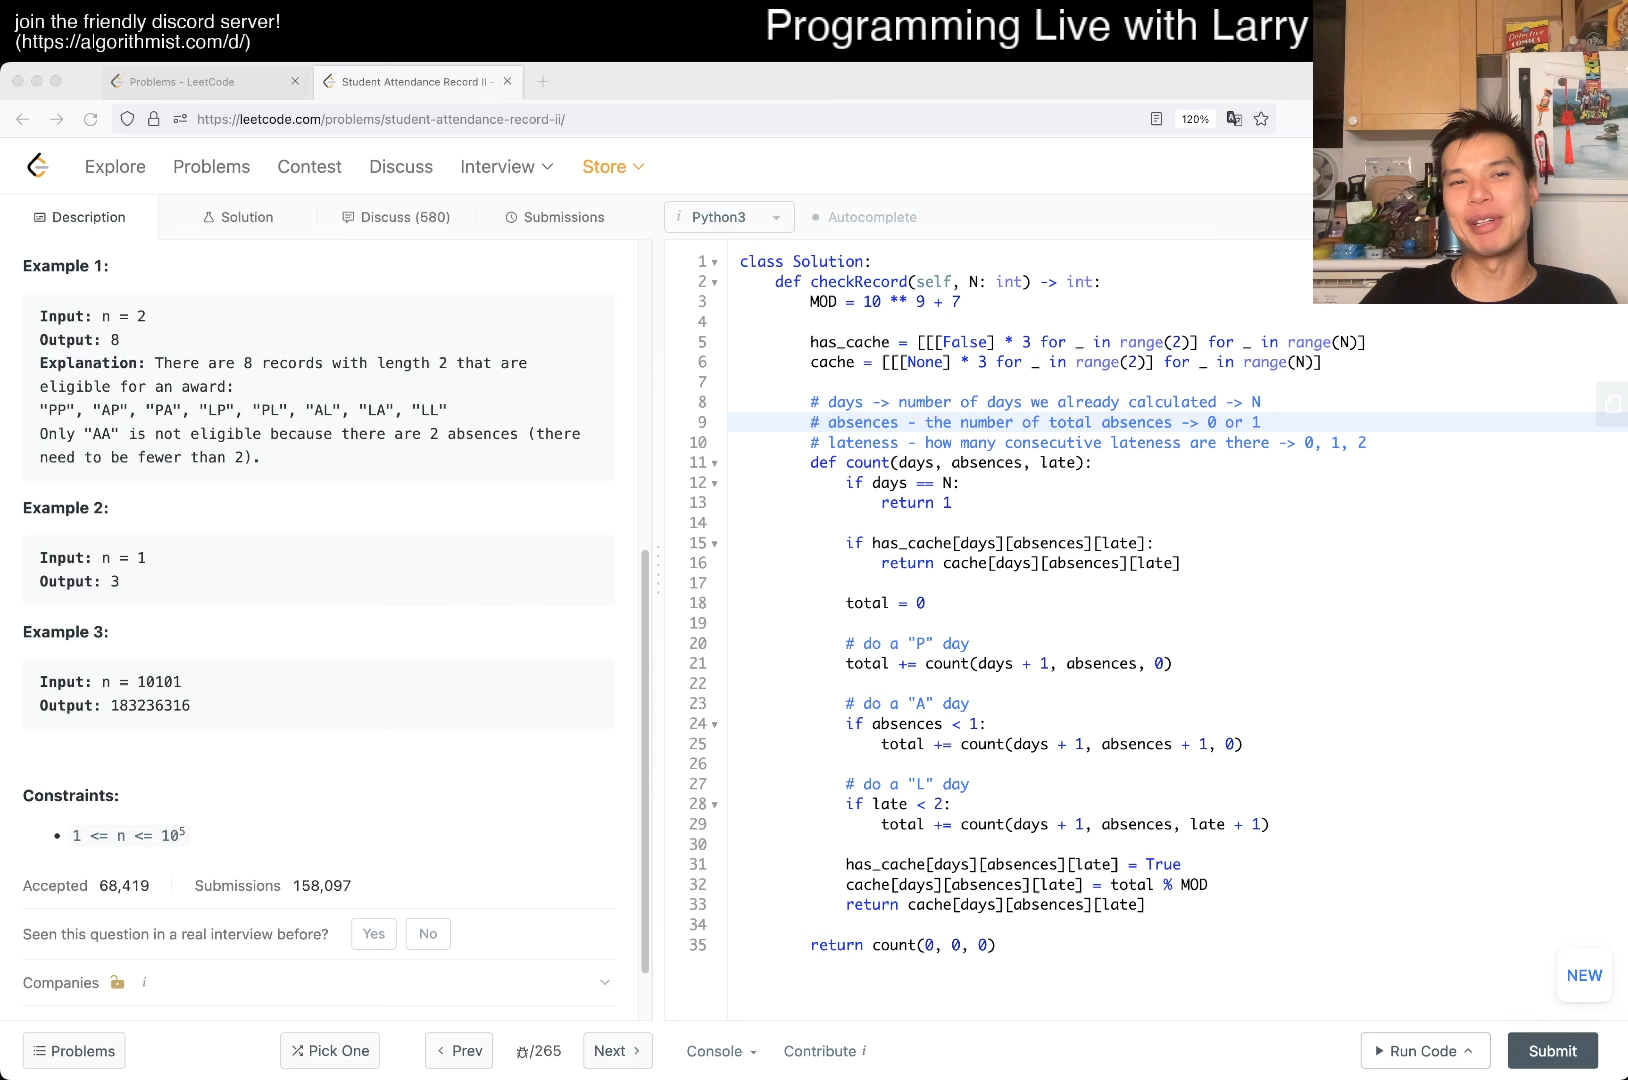 join the friendly discord server!
(https://algorithmist.com/d/)
Programming Live with Larry
Problems - LeetCode
Student Attendance Record II -
https://leetcode.com/problems/student-attendance-record-ii/
120%
Explore Problems Contest Discuss Interview Store
Description Solution Discuss (580) Submissions
i Python3 Autocomplete
Example 1:
Input: n = 2
Output: 8
Explanation: There are 8 records with length 2 that are
eligible for an award:
"PP", "AP", "PA", "LP", "PL", "AL", "LA", "LL"
Only "AA" is not eligible because there are 2 absences (there
need to be fewer than 2).
Example 2:
Input: n = 1
Output: 3
Example 3:
Input: n = 10101
Output: 183236316
Constraints:
• 1 <= n <= 10⁵
Accepted 68,419 Submissions 158,097
Seen this question in a real interview before? Yes No
Companies i
1 class Solution:
2 def checkRecord(self, N: int) -> int:
3 MOD = 10 ** 9 + 7
4
5 has_cache = [[[False] * 3 for _ in range(2)] for _ in range(N)]
6 cache = [[[None] * 3 for _ in range(2)] for _ in range(N)]
7
8 # days -> number of days we already calculated -> N
9 # absences - the number of total absences -> 0 or 1
10 # lateness - how many consecutive lateness are there -> 0, 1, 2
11 def count(days, absences, late):
12 if days == N:
13 return 1
14
15 if has_cache[days][absences][late]:
16 return cache[days][absences][late]
17
18 total = 0
19
20 # do a "P" day
21 total += count(days + 1, absences, 0)
22
23 # do a "A" day
24 if absences < 1:
25 total += count(days + 1, absences + 1, 0)
26
27 # do a "L" day
28 if late < 2:
29 total += count(days + 1, absences, late + 1)
30
31 has_cache[days][absences][late] = True
32 cache[days][absences][late] = total % MOD
33 return cache[days][absences][late]
34
35 return count(0, 0, 0)
NEW
Problems Pick One Prev /265 Next Console Contribute i Run Code Submit